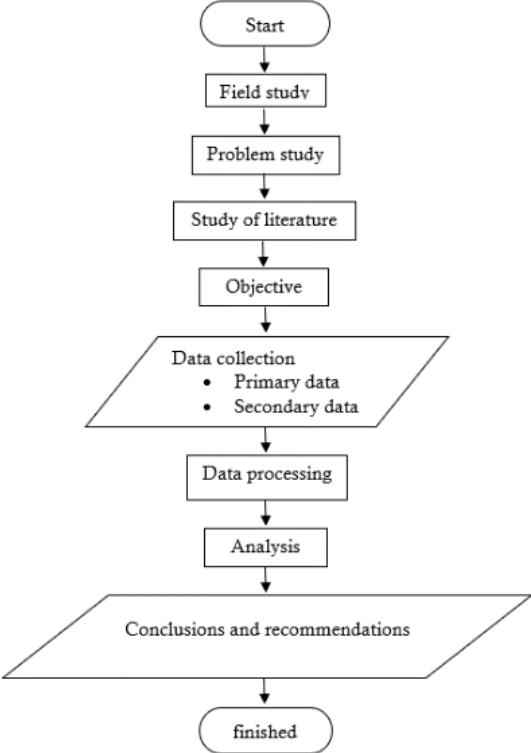 Start
Field study
Problem study
Study of literature
Objective
Data collection
• Primary data
• Secondary data
Data processing
Analysis
Conclusions and recommendations
finished